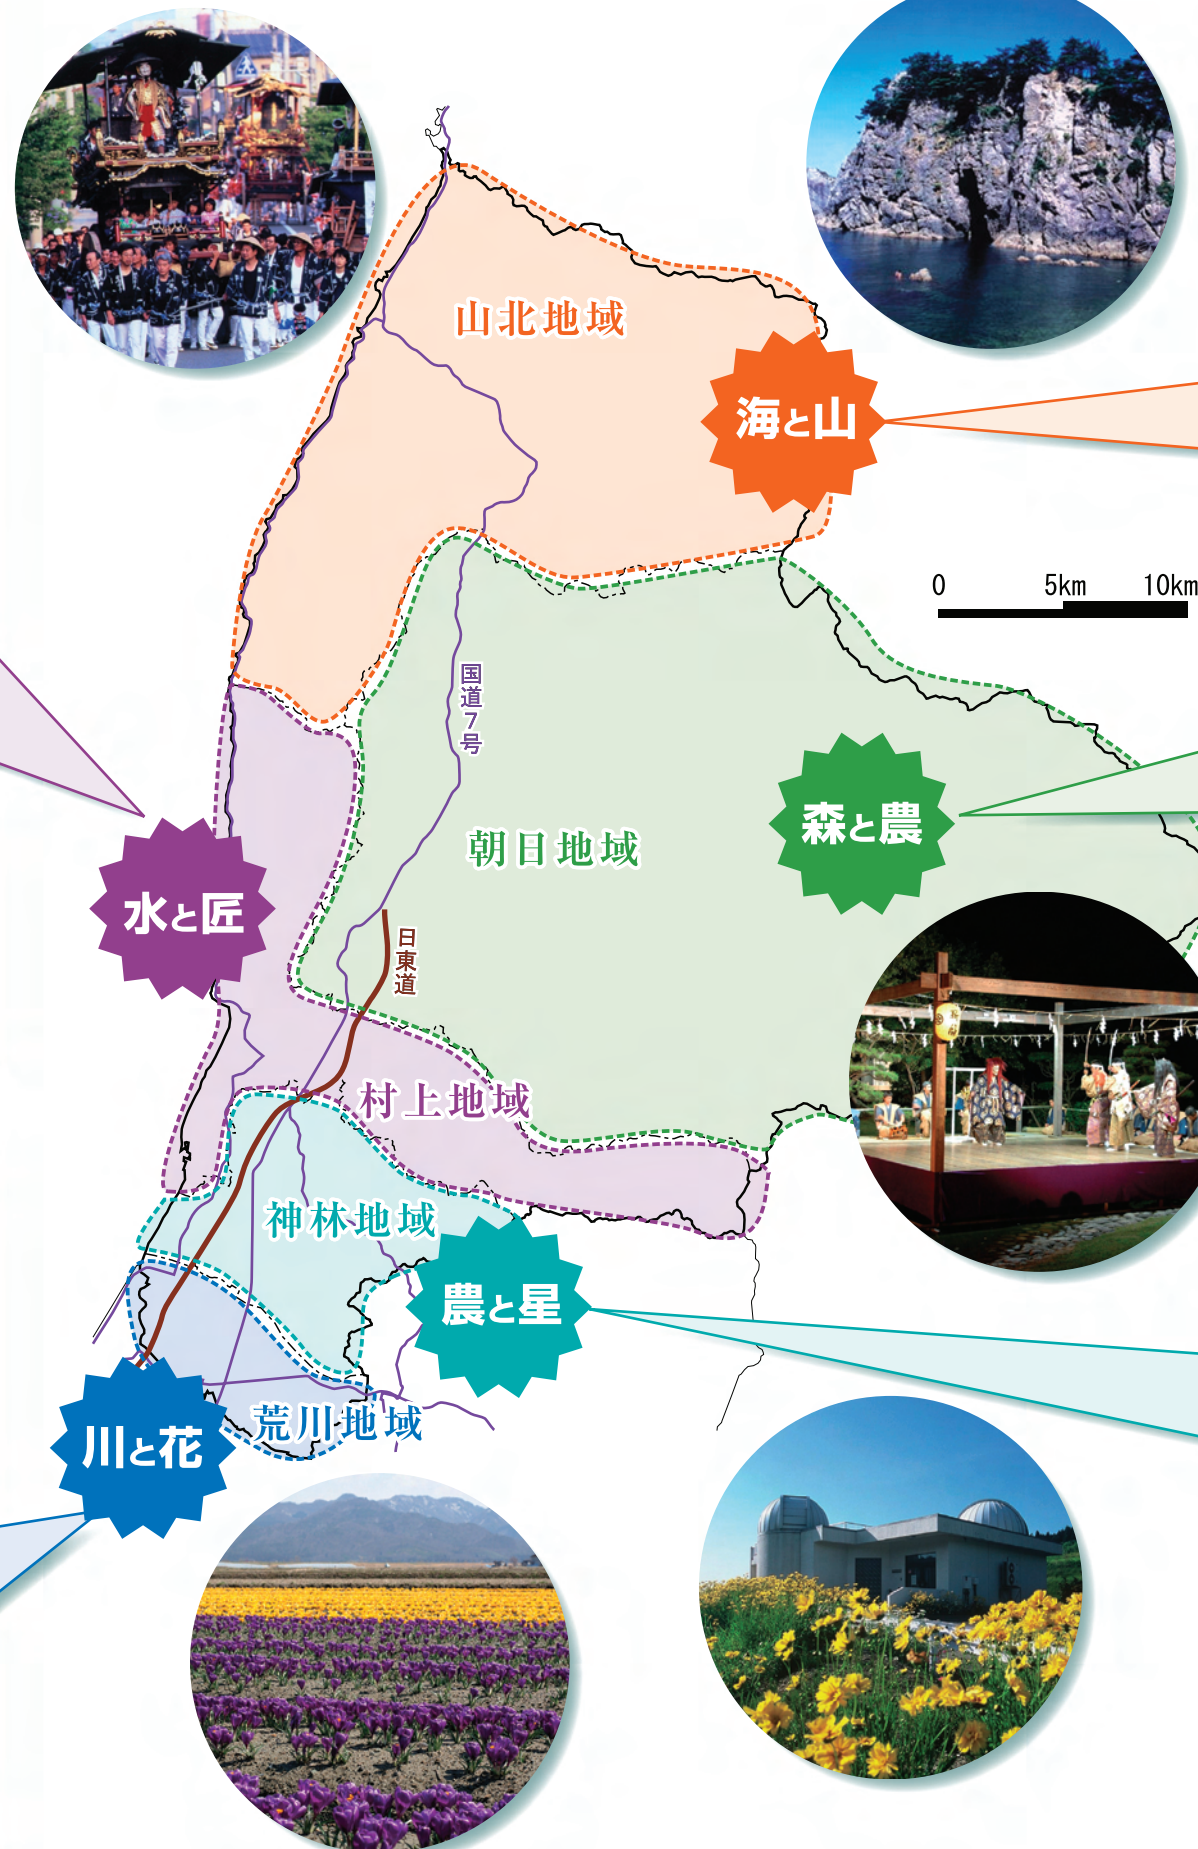 山北地域
海と山
0 5km 10km
国道7号
森と農
朝日地域
水と匠
日東道
村上地域
神林地域
農と星
荒川地域
川と花